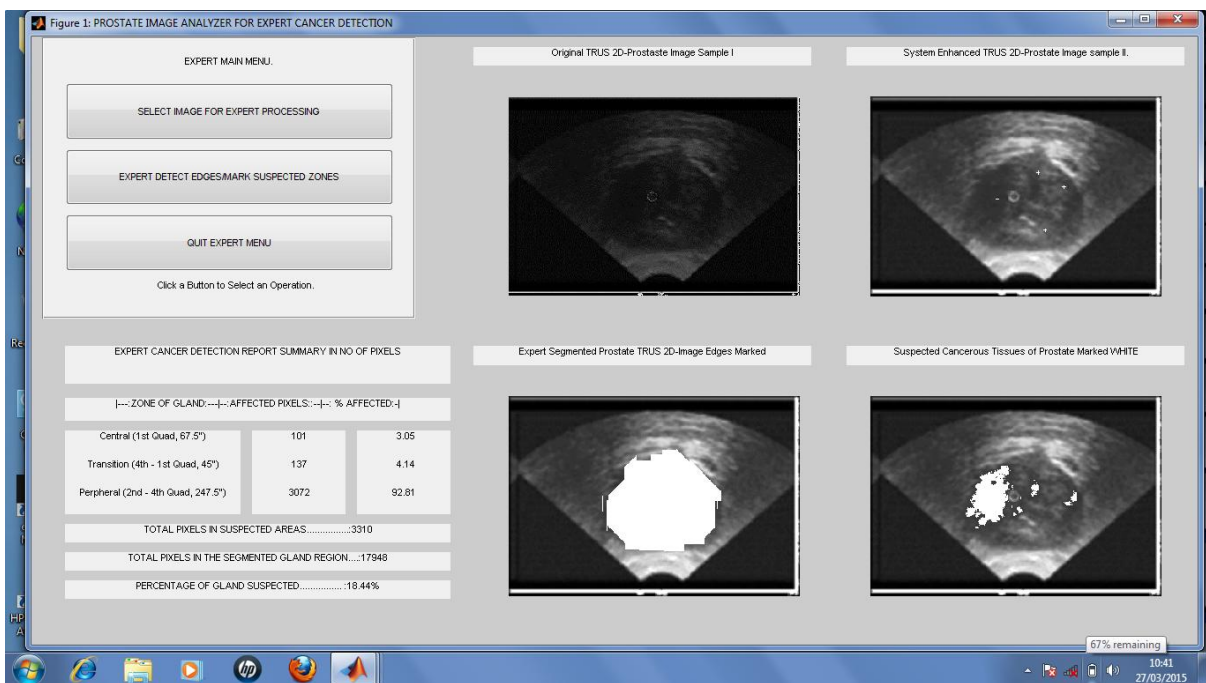 Figure 1: PROSTATE IMAGE ANALYZER FOR EXPERT CANCER DETECTION
EXPERT MAIN MENU.
SELECT IMAGE FOR EXPERT PROCESSING
EXPERT DETECT EDGES/MARK SUSPECTED ZONES
QUIT EXPERT MENU
Click a Button to Select an Operation.
Original TRUS 2D-Prostaste Image Sample I
System Enhanced TRUS 2D-Prostate Image sample II.
EXPERT CANCER DETECTION REPORT SUMMARY IN NO OF PIXELS
|---:ZONE OF GLAND:---|--:AFFECTED PIXELS::--|--: % AFFECTED:-|
Central (1st Quad, 67.5") 101 3.05
Transition (4th - 1st Quad, 45") 137 4.14
Perpheral (2nd - 4th Quad, 247.5") 3072 92.81
TOTAL PIXELS IN SUSPECTED AREAS...............:3310
TOTAL PIXELS IN THE SEGMENTED GLAND REGION....:17948
PERCENTAGE OF GLAND SUSPECTED...............:18.44%
Expert Segmented Prostate TRUS 2D-Image Edges Marked
Suspected Cancerous Tissues of Prostate Marked WHITE
67% remaining
hp
10:41
27/03/2015